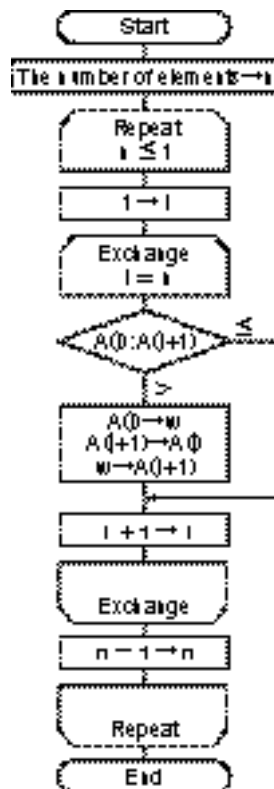 Start
The number of elements→n
Repeat
n ≦ 1
1→I
Exchange
I = n
A(I):A(I+1)
≦
>
A(I)→w
A(I+1)→A(I)
w→A(I+1)
I + 1→I
Exchange
n − 1→n
Repeat
End